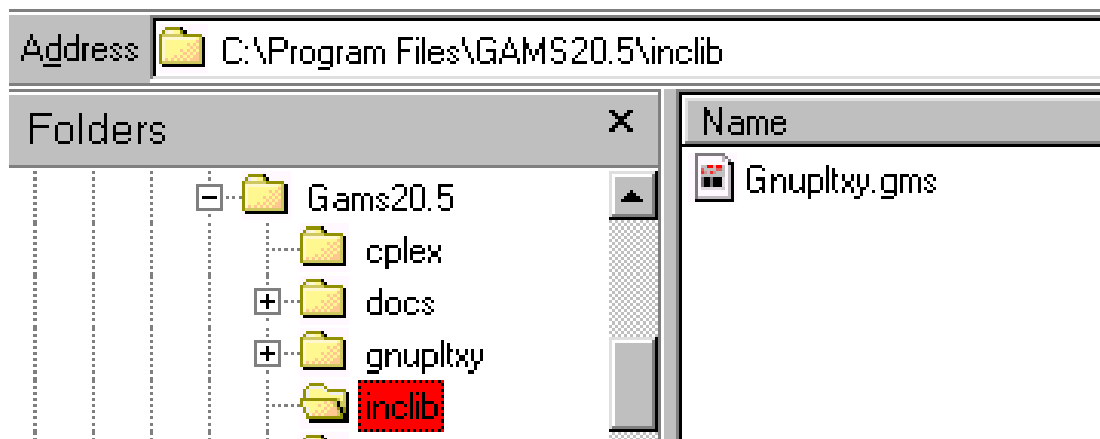 Address C:\Program Files\GAMS20.5\inclib
Folders
Name
Gams20.5
cplex
docs
gnupltxy
inclib
Gnupltxy.gms